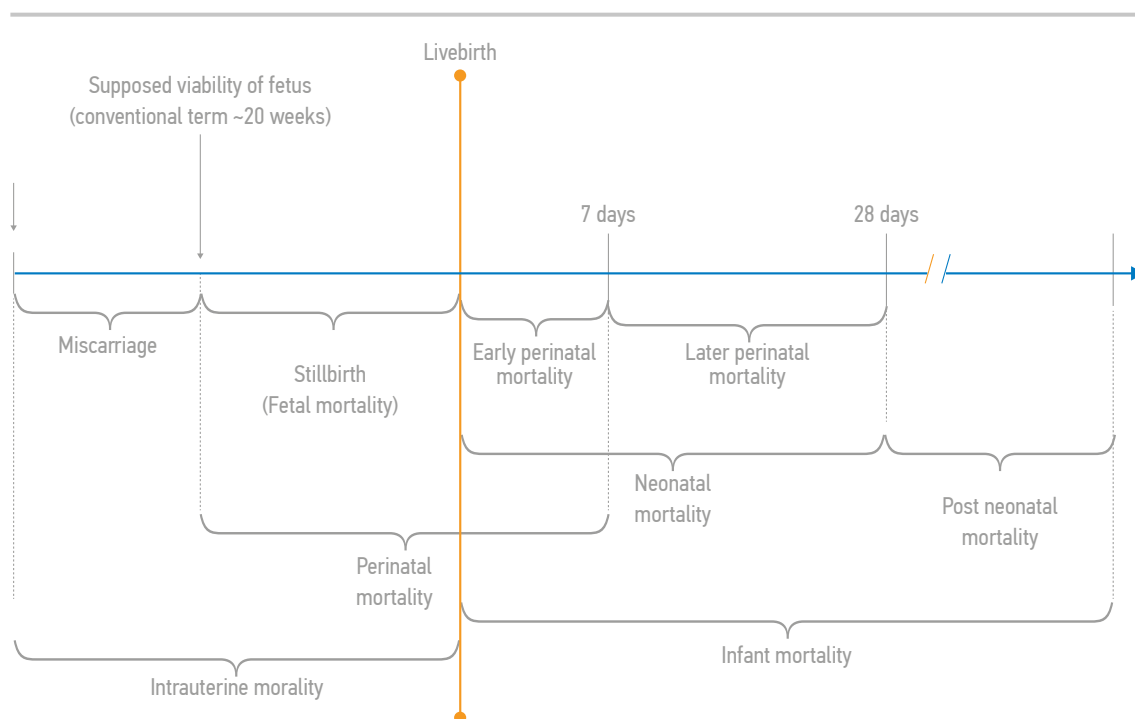 Livebirth
Supposed viability of fetus
(conventional term ~20 weeks)
7 days
28 days
Miscarriage
Stillbirth
(Fetal mortality)
Early perinatal
mortality
Later perinatal
mortality
Neonatal
mortality
Post neonatal
mortality
Perinatal
mortality
Infant mortality
Intrauterine morality